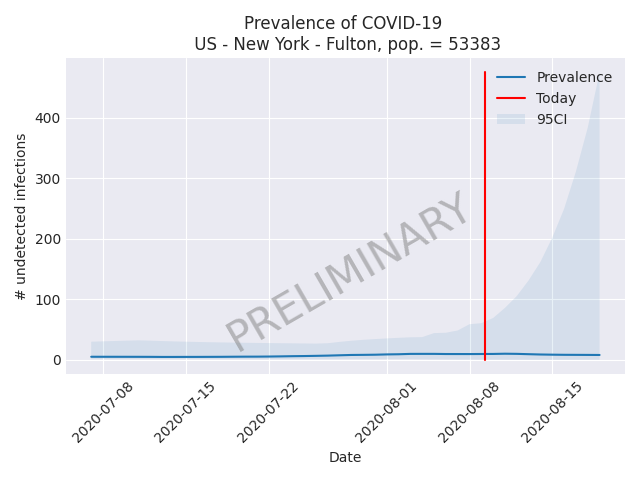 Prevalence of COVID-19
US - New York - Fulton, pop. = 53383
# undetected infections
400
300
200
100
0
Prevalence
Today
95CI
PRELIMINARY
2020-07-08
2020-07-15
2020-07-22
2020-08-01
2020-08-08
2020-08-15
Date